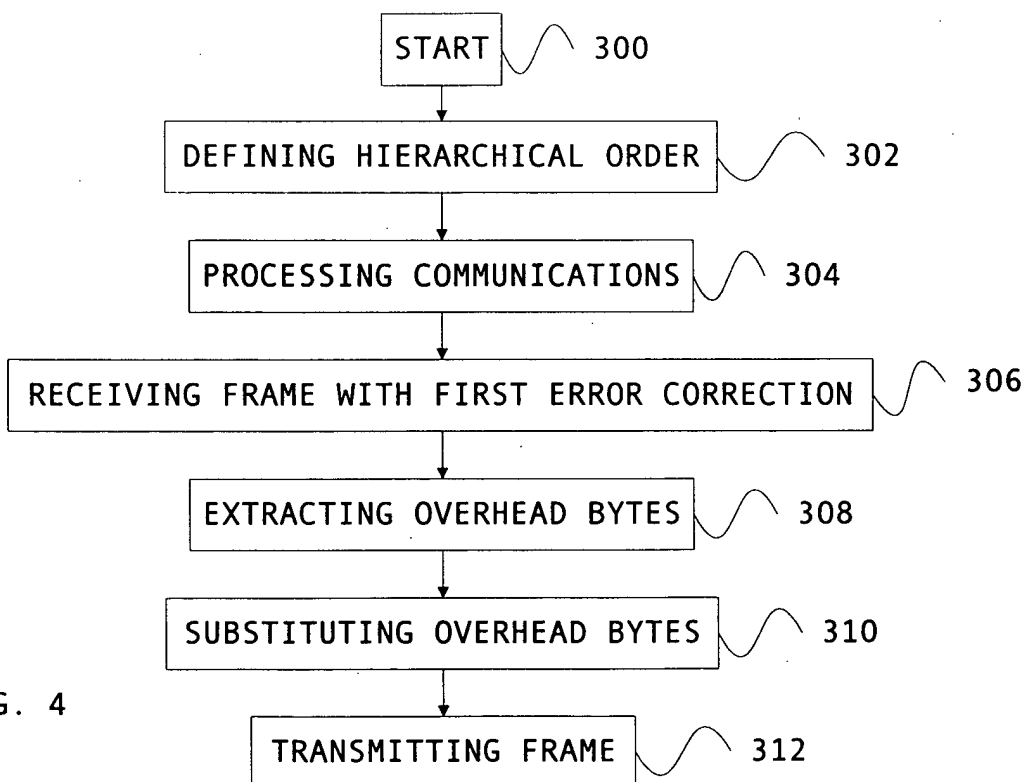 START 300
DEFINING HIERARCHICAL ORDER 302
PROCESSING COMMUNICATIONS 304
RECEIVING FRAME WITH FIRST ERROR CORRECTION 306
EXTRACTING OVERHEAD BYTES 308
SUBSTITUTING OVERHEAD BYTES 310
G. 4
TRANSMITTING FRAME 312